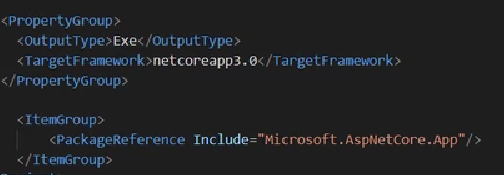 <PropertyGroup>
<OutputType>Exe</OutputType>
<TargetFramework>netcoreapp3.0</TargetFramework>
</PropertyGroup>
<ItemGroup>
<PackageReference Include="Microsoft.AspNetCore.App"/>
</ItemGroup>